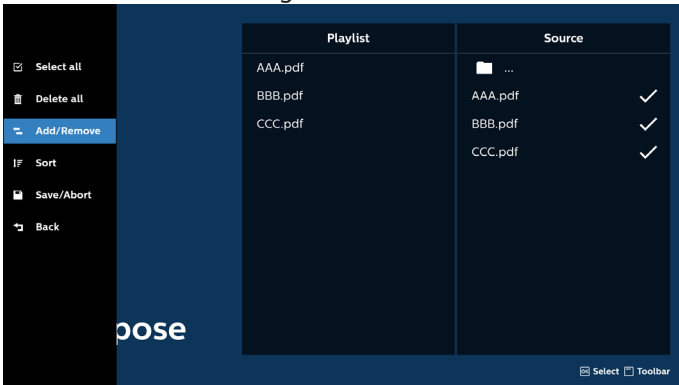 Playlist
Source
Select all
Delete all
Add/Remove
Sort
Save/Abort
Back
AAA.pdf
BBB.pdf
CCC.pdf
...
AAA.pdf
BBB.pdf
CCC.pdf
pose
OK Select Toolbar